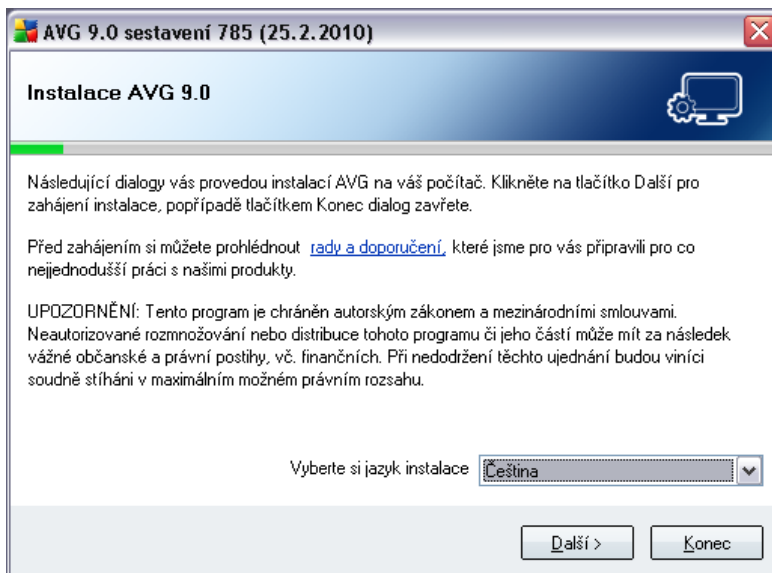 AVG 9.0 sestavení 785 (25.2.2010)
Instalace AVG 9.0
Následující dialogy vás provedou instalací AVG na váš počítač. Klikněte na tlačítko Další pro
zahájení instalace, popřípadě tlačítkem Konec dialog zavřete.
Před zahájením si můžete prohlédnout rady a doporučení, které jsme pro vás připravili pro co
nejjednodušší práci s našimi produkty.
UPOZORNĚNÍ: Tento program je chráněn autorským zákonem a mezinárodními smlouvami.
Neautorizované rozmnožování nebo distribuce tohoto programu či jeho částí může mít za následek
vážné občanské a právní postihy, vč. finančních. Při nedodržení těchto ujednání budou viníci
soudně stíháni v maximálním možném právním rozsahu.
Vyberte si jazyk instalace Čeština
Další > Konec